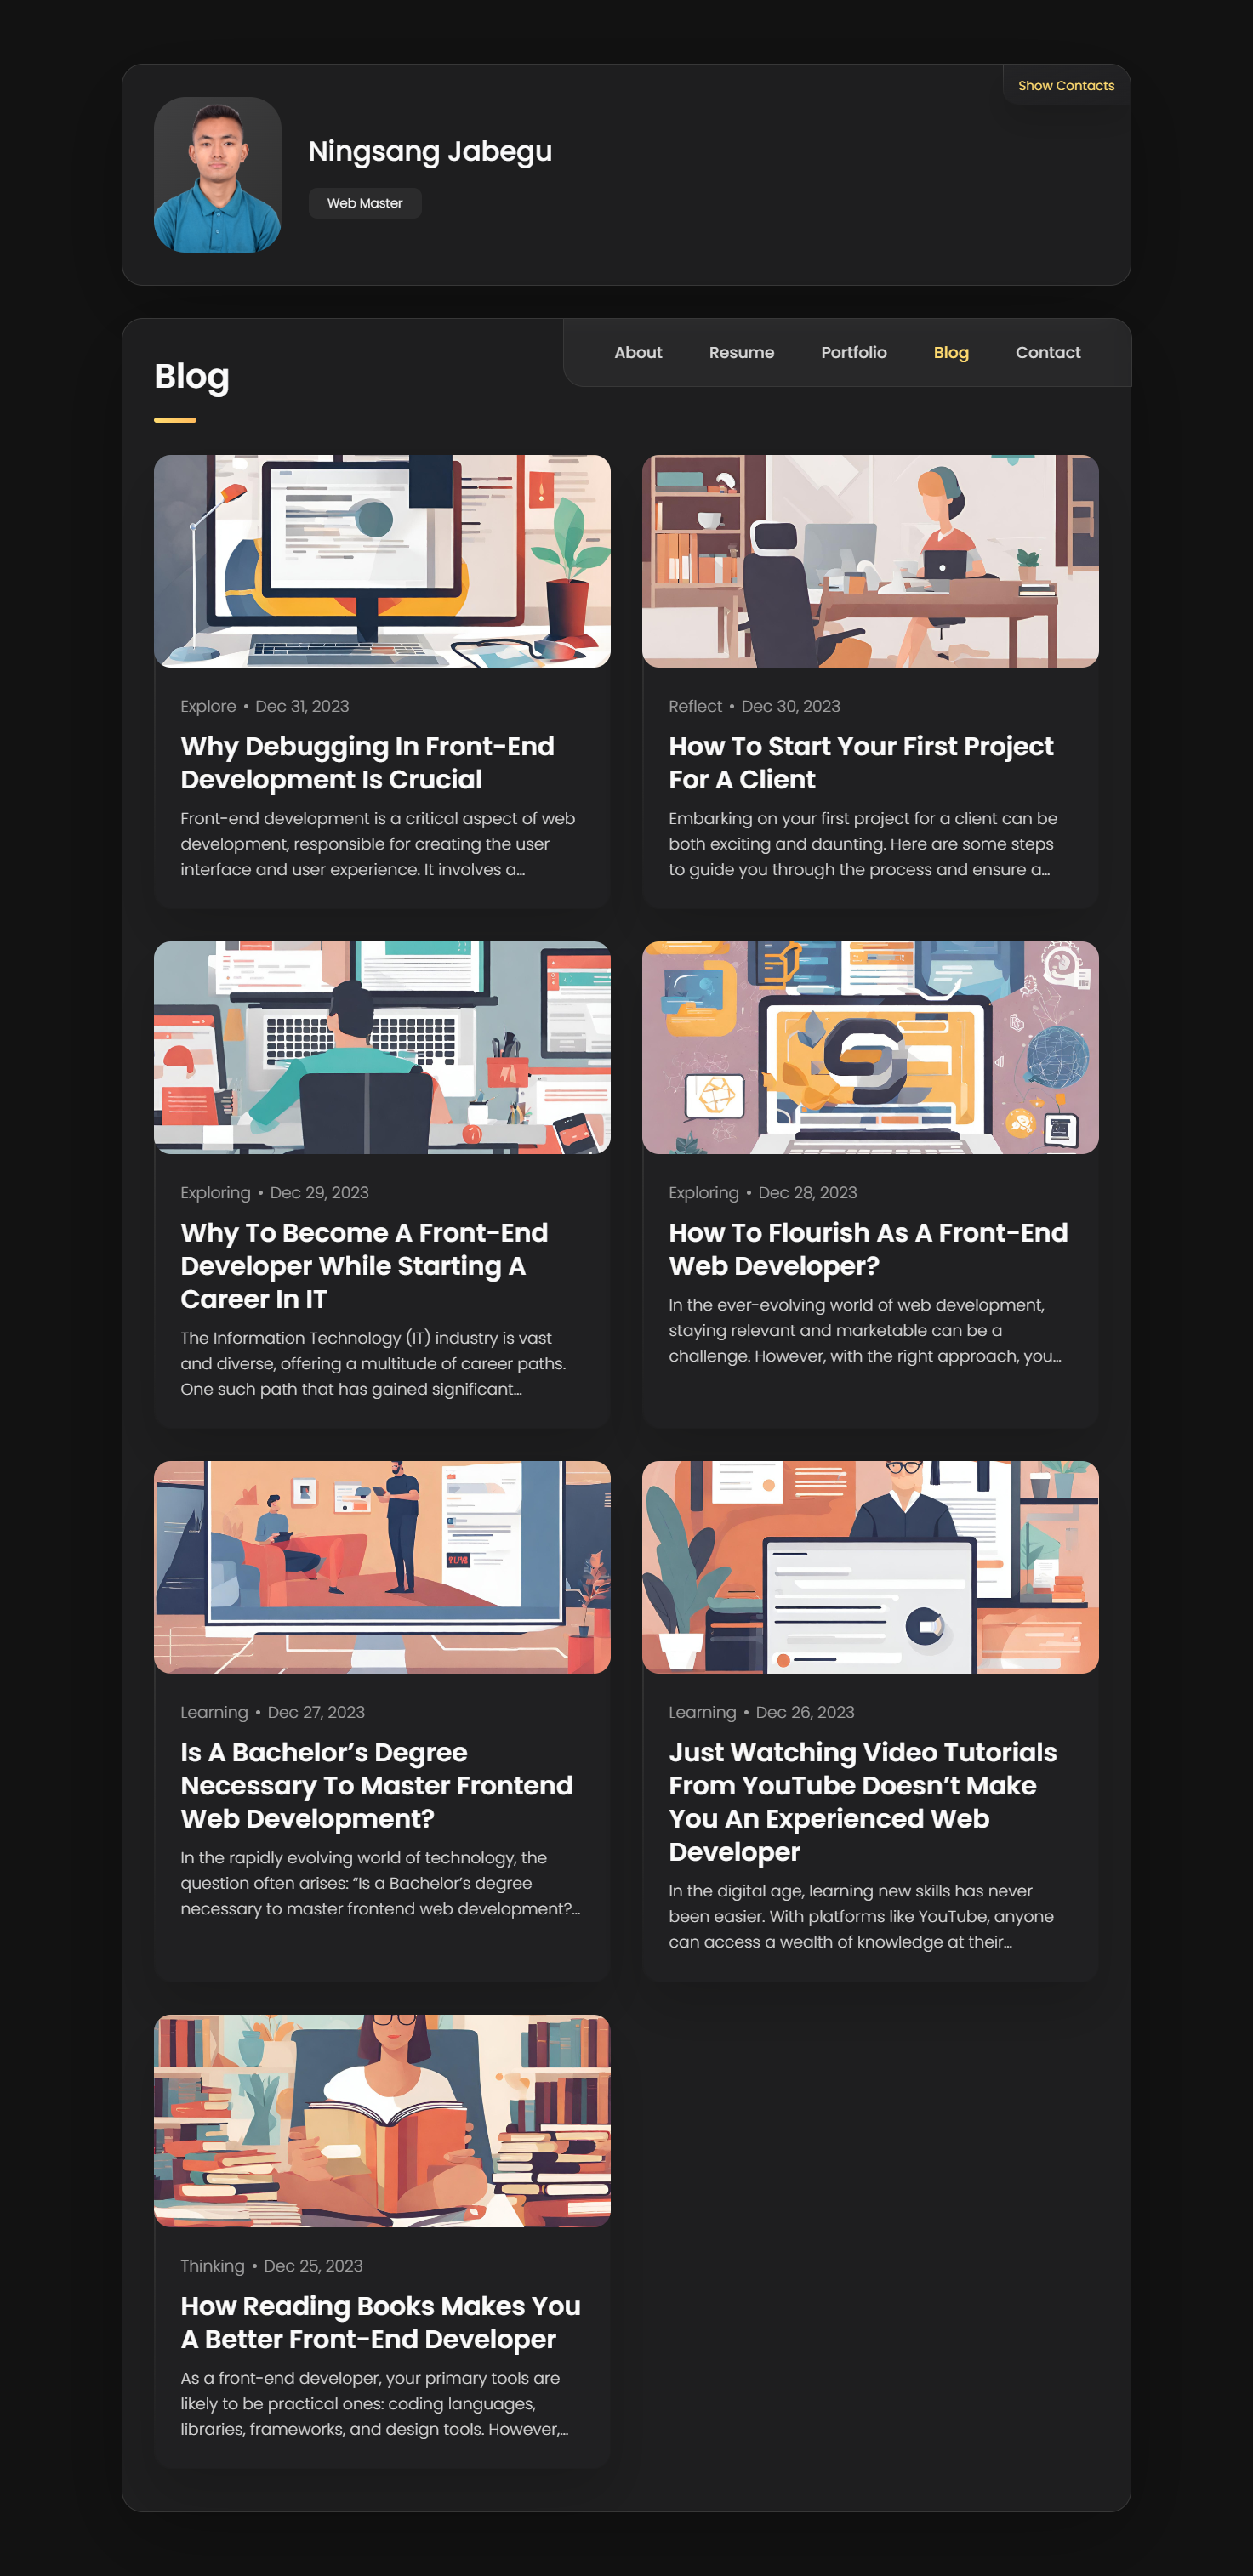 Show Contacts
Ningsang Jabegu
Web Master
About Resume Portfolio Blog Contact
Blog
Explore • Dec 31, 2023
Why Debugging In Front-End
Development Is Crucial
Front-end development is a critical aspect of web
development, responsible for creating the user
interface and user experience. It involves a...
Reflect • Dec 30, 2023
How To Start Your First Project
For A Client
Embarking on your first project for a client can be
both exciting and daunting. Here are some steps
to guide you through the process and ensure a...
Exploring • Dec 29, 2023
Why To Become A Front-End
Developer While Starting A
Career In IT
The Information Technology (IT) industry is vast
and diverse, offering a multitude of career paths.
One such path that has gained significant...
Exploring • Dec 28, 2023
How To Flourish As A Front-End
Web Developer?
In the ever-evolving world of web development,
staying relevant and marketable can be a
challenge. However, with the right approach, you...
Learning • Dec 27, 2023
Is A Bachelor’s Degree
Necessary To Master Frontend
Web Development?
In the rapidly evolving world of technology, the
question often arises: “Is a Bachelor’s degree
necessary to master frontend web development?...
Learning • Dec 26, 2023
Just Watching Video Tutorials
From YouTube Doesn’t Make
You An Experienced Web
Developer
In the digital age, learning new skills has never
been easier. With platforms like YouTube, anyone
can access a wealth of knowledge at their...
Thinking • Dec 25, 2023
How Reading Books Makes You
A Better Front-End Developer
As a front-end developer, your primary tools are
likely to be practical ones: coding languages,
libraries, frameworks, and design tools. However,...